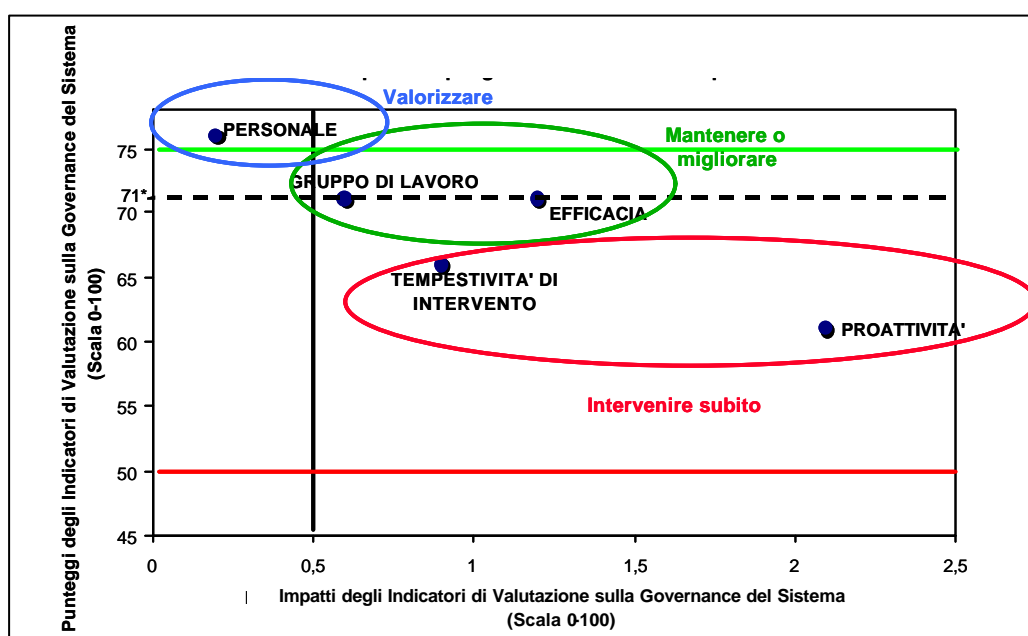 Punteggi degli Indicatori di Valutazione sulla Governance del Sistema
(Scala 0-100)
Valorizzare
PERSONALE
Mantenere o
migliorare
75
GRUPPO DI LAVORO
71*
70
EFFICACIA
65
TEMPESTIVITA' DI
INTERVENTO
PROATTIVITA'
60
Intervenire subito
55
50
45
0
0,5
1
1,5
2
2,5
Impatti degli Indicatori di Valutazione sulla Governance del Sistema
(Scala 0-100)